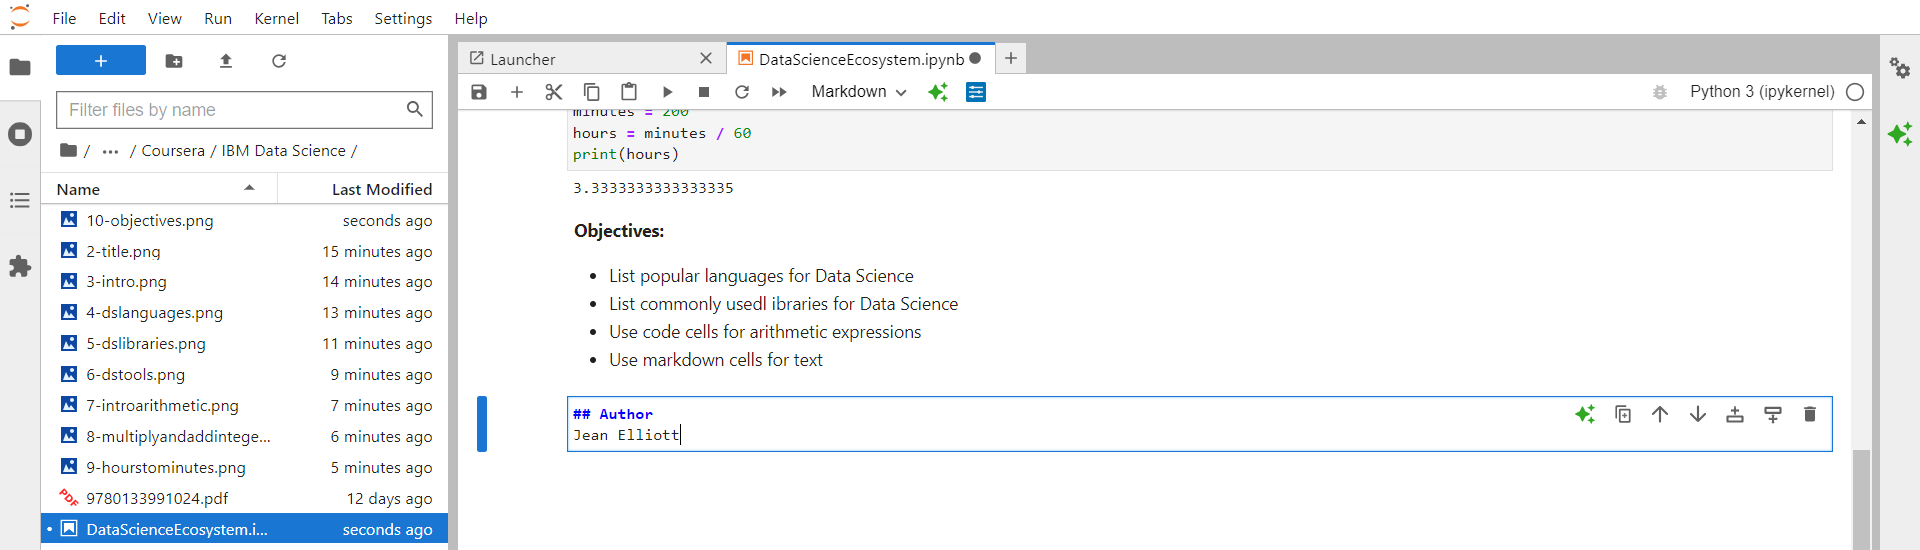 File Edit View Run Kernel Tabs Settings Help
Filter files by name
/ ··· / Coursera / IBM Data Science /
Name Last Modified
10-objectives.png seconds ago
2-title.png 15 minutes ago
3-intro.png 14 minutes ago
4-dslanguages.png 13 minutes ago
5-dslibraries.png 11 minutes ago
6-dstools.png 9 minutes ago
7-introarithmetic.png 7 minutes ago
8-multiplyandaddintege... 6 minutes ago
9-hourstominutes.png 5 minutes ago
PDF 9780133991024.pdf 12 days ago
• DataScienceEcosystem.i... seconds ago
Launcher
DataScienceEcosystem.ipynb
Markdown
Python 3 (ipykernel)
minutes = 200
hours = minutes / 60
print(hours)
3.3333333333333335
Objectives:
• List popular languages for Data Science
• List commonly usedl ibraries for Data Science
• Use code cells for arithmetic expressions
• Use markdown cells for text
## Author
Jean Elliott